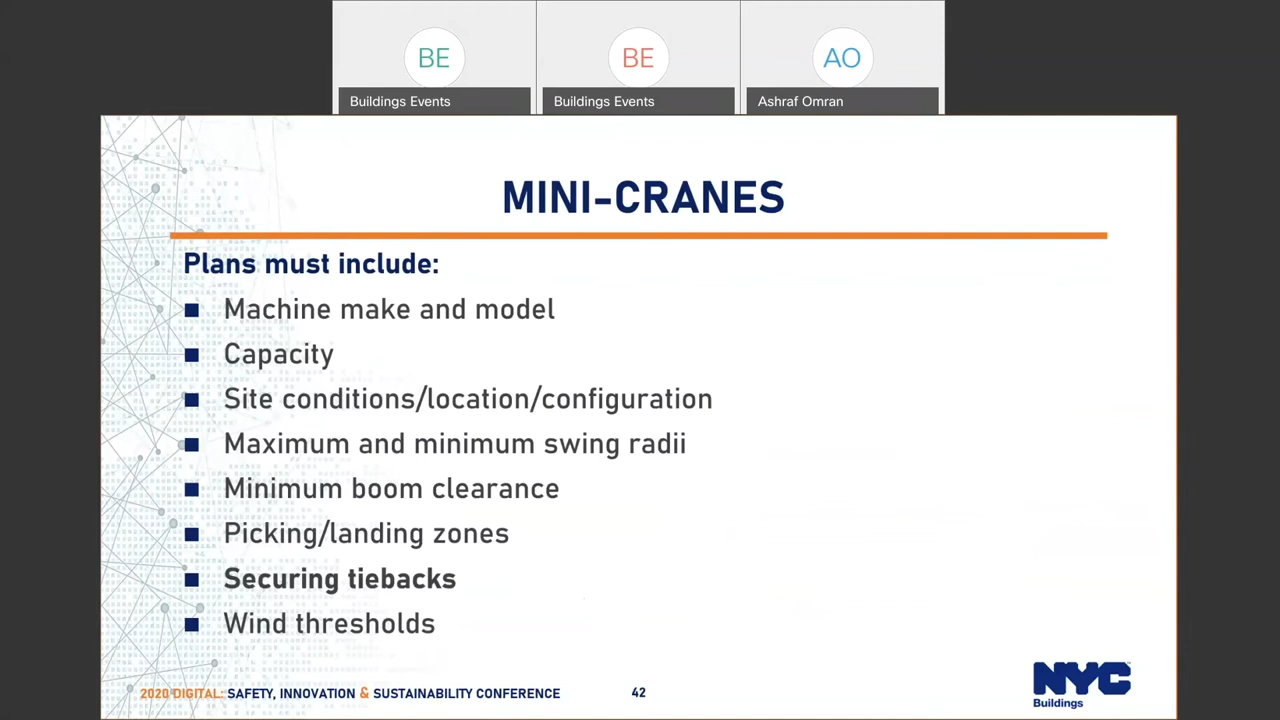 BE
BE
AO
Buildings Events
Buildings Events
Ashraf Omran
MINI-CRANES
Plans must include:
Machine make and model
Capacity
Site conditions/location/configuration
Maximum and minimum swing radii
Minimum boom clearance
Picking/landing zones
Securing tiebacks
Wind thresholds
2020 DIGITAL: SAFETY, INNOVATION & SUSTAINABILITY CONFERENCE
42
NYC
Buildings